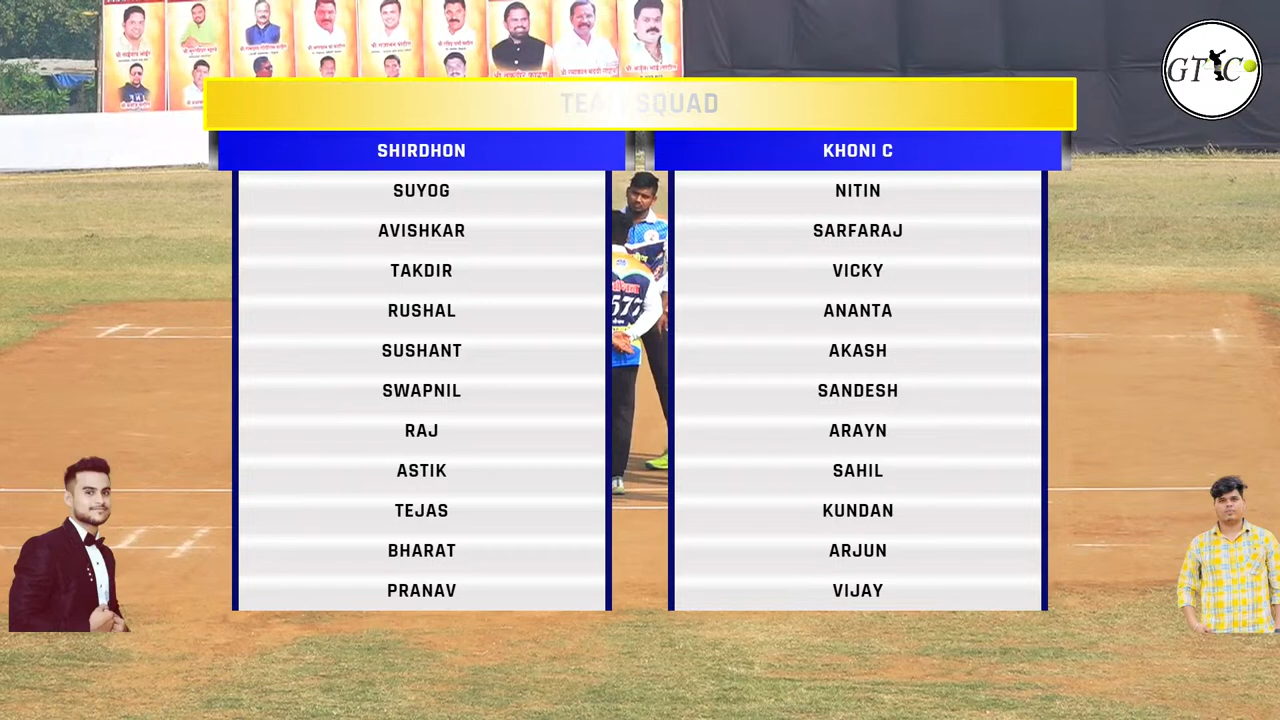 GTC
TEAM SQUAD
SHIRDHON
KHONI C
SUYOG
NITIN
AVISHKAR
SARFARAJ
TAKDIR
VICKY
RUSHAL
ANANTA
SUSHANT
AKASH
SWAPNIL
SANDESH
RAJ
ARAYN
ASTIK
SAHIL
TEJAS
KUNDAN
BHARAT
ARJUN
PRANAV
VIJAY
577